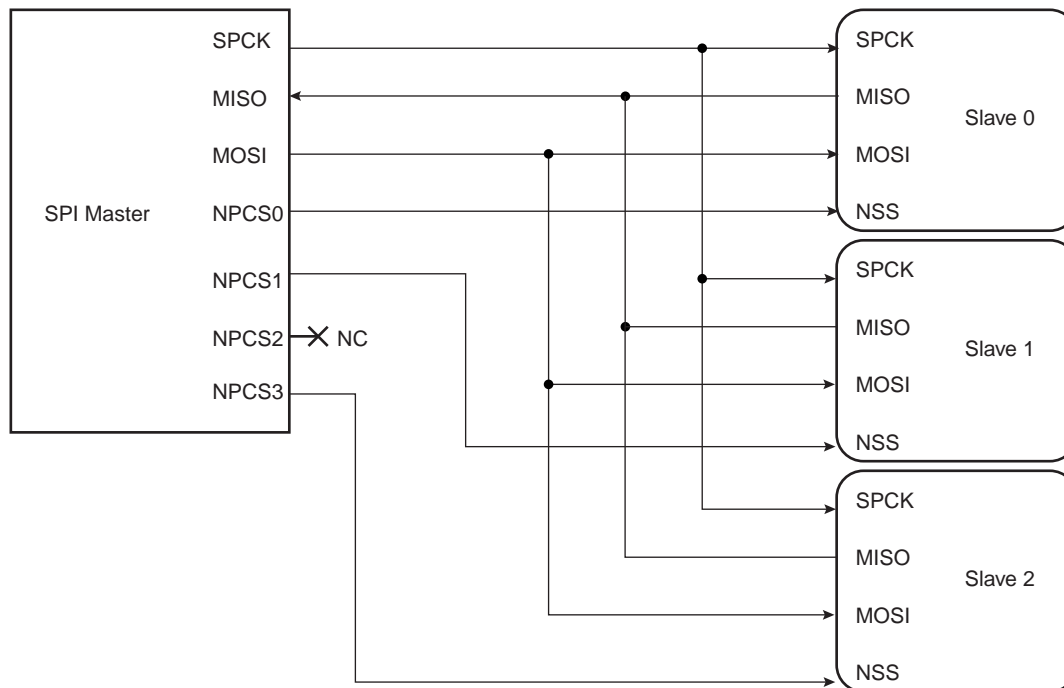 SPI Master
SPCK
MISO
MOSI
NPCS0
NPCS1
NPCS2
NC
NPCS3
SPCK
MISO
Slave 0
MOSI
NSS
SPCK
MISO
Slave 1
MOSI
NSS
SPCK
MISO
Slave 2
MOSI
NSS